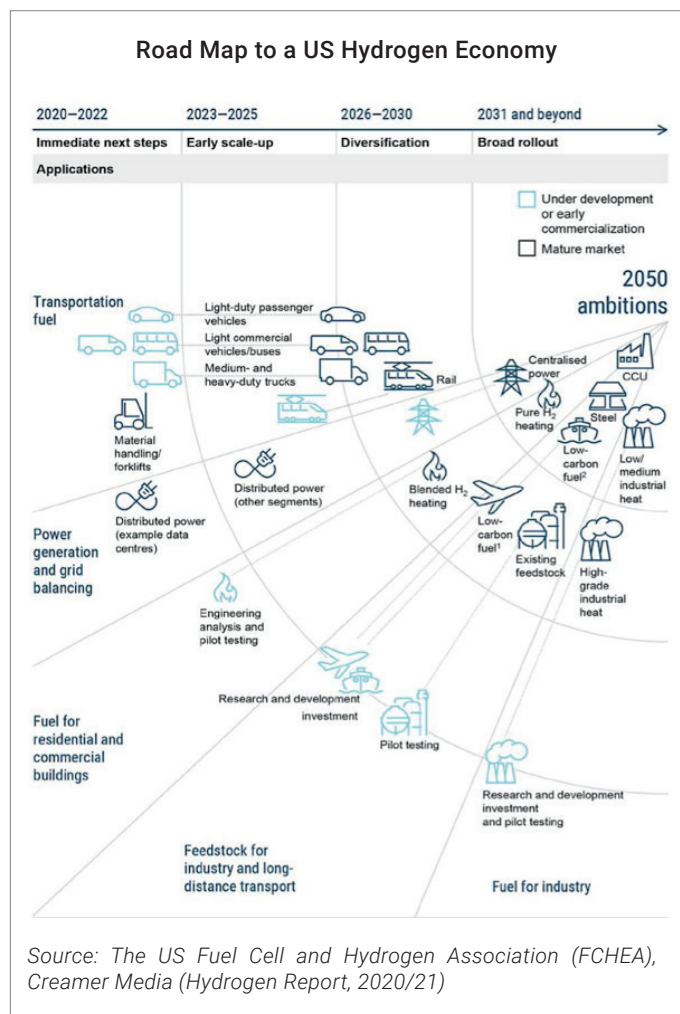 Road Map to a US Hydrogen Economy
2020–2022
2023–2025
2026–2030
2031 and beyond
Immediate next steps
Early scale-up
Diversification
Broad rollout
Applications
Under development
or early
commercialization
Mature market
2050
ambitions
Transportation
fuel
Light-duty passenger
vehicles
Light commercial
vehicles/buses
Medium- and
heavy-duty trucks
Rail
Centralised
power
CCU
Material
handling/
forklifts
Pure H₂
heating
Steel
Low-
carbon
fuel²
Low/
medium
industrial
heat
Power
generation
and grid
balancing
Distributed power
(example data
centres)
Distributed power
(other segments)
Blended H₂
heating
Low-
carbon
fuel¹
Existing
feedstock
High-
grade
industrial
heat
Engineering
analysis and
pilot testing
Fuel for
residential and
commercial
buildings
Research and development
investment
Pilot testing
Research and development
investment
and pilot testing
Feedstock for
industry and long-
distance transport
Fuel for industry
Source: The US Fuel Cell and Hydrogen Association (FCHEA),
Creamer Media (Hydrogen Report, 2020/21)